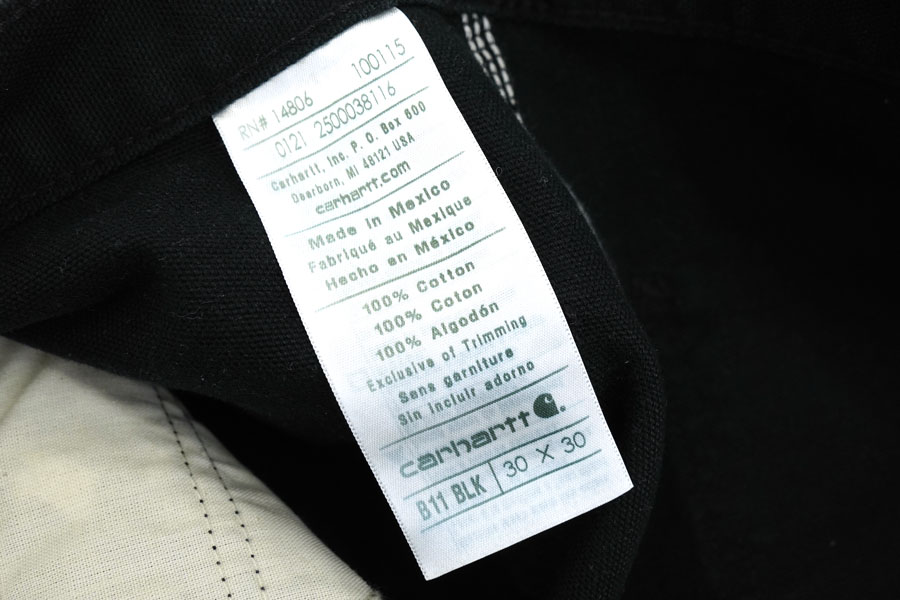 RN# 14806 100115
0121 2500038116
Carhartt, Inc. P. O. Box 600
Dearborn, MI 48121 USA
carhartt.com
Made in Mexico
Fabriqué au Mexique
Hecho en México
100% Cotton
100% Coton
100% Algodón
Exclusive of Trimming
Sans garniture
Sin incluir adorno
carhartt
B11 BLK 30 X 30